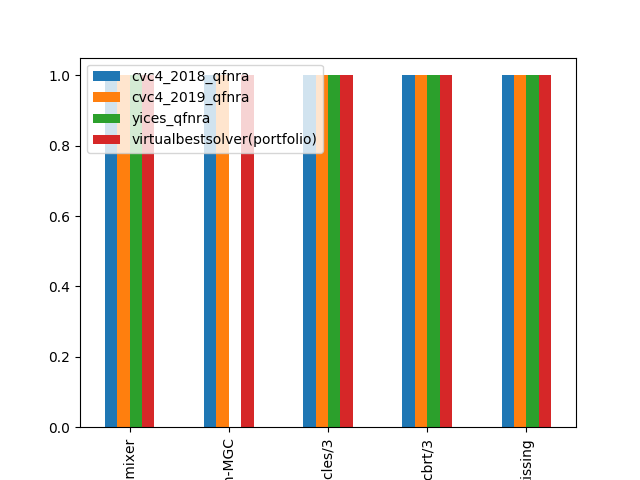 1.0
0.8
0.6
0.4
0.2
0.0
cvc4_2018_qfnra
cvc4_2019_qfnra
yices_qfnra
virtualbestsolver(portfolio)
mixer
-MGC
cles/3
cbrt/3
issing